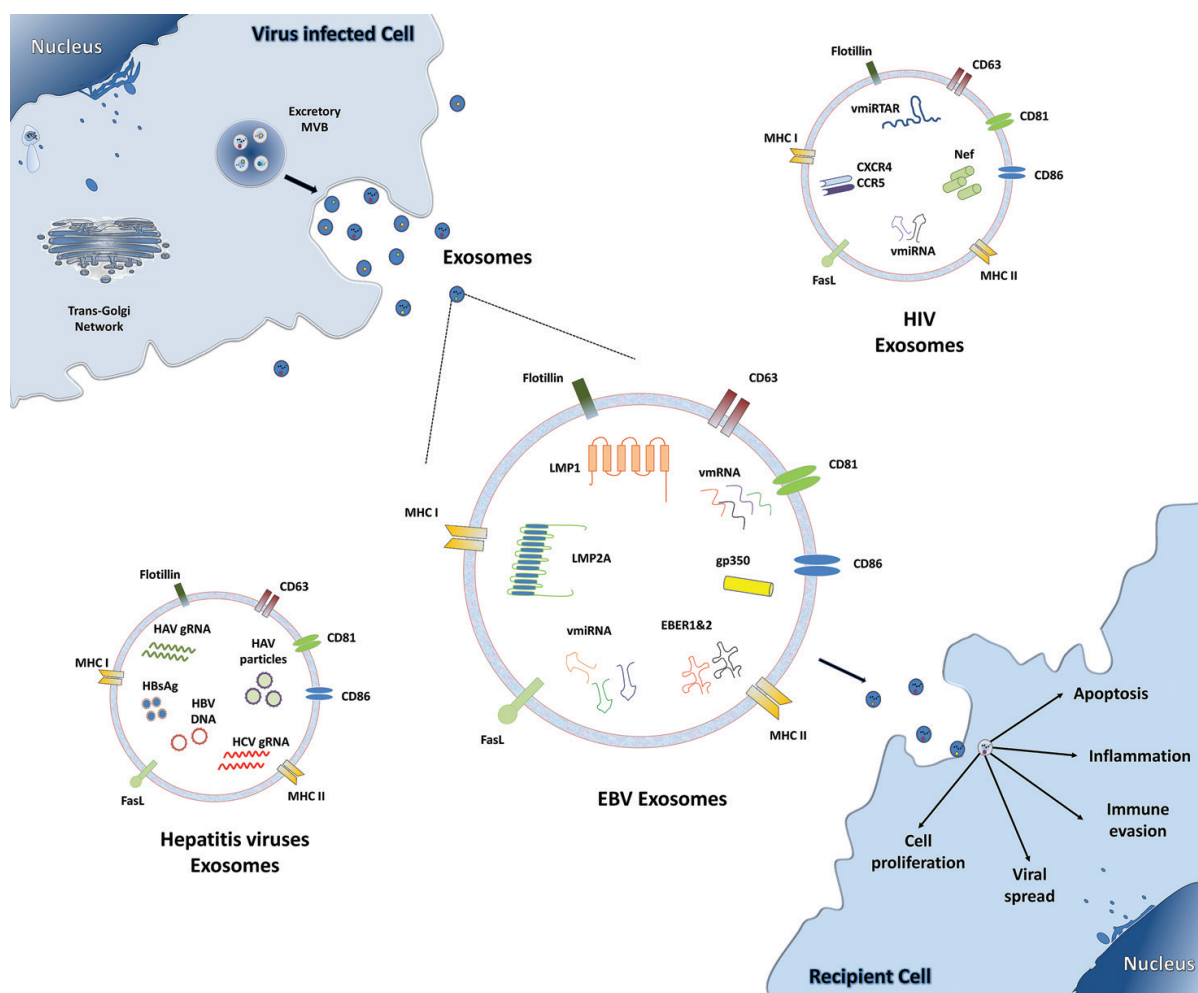 Nucleus
Virus infected Cell
Excretory
MVB
Exosomes
Trans-Golgi
Network
Flotillin
CD63
vmiRTAR
CD81
MHC I
CXCR4
CCR5
Nef
CD86
vmiRNA
FasL
MHC II
HIV
Exosomes
Flotillin
CD63
LMP1
vmRNA
CD81
MHC I
LMP2A
gp350
CD86
vmiRNA
EBER1&2
FasL
MHC II
EBV Exosomes
Flotillin
CD63
HAV gRNA
HAV
particles
CD81
MHC I
HBsAg
HBV
DNA
CD86
HCV gRNA
FasL
MHC II
Hepatitis viruses
Exosomes
Apoptosis
Inflammation
Immune
evasion
Cell
proliferation
Viral
spread
Recipient Cell
Nucleus